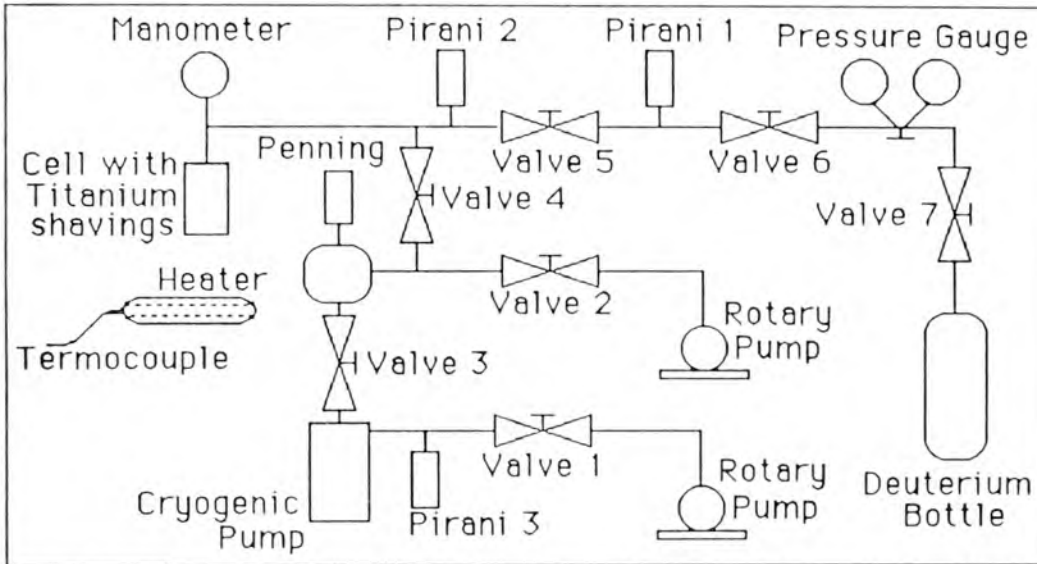 Manometer
Pirani 2
Pirani 1
Pressure Gauge
Penning
Cell with
Titanium
shavings
Valve 5
Valve 6
Valve 4
Valve 7
Heater
Valve 2
Termocouple
Rotary
Pump
Valve 3
Valve 1
Cryogenic
Pump
Pirani 3
Rotary
Pump
Deuterium
Bottle